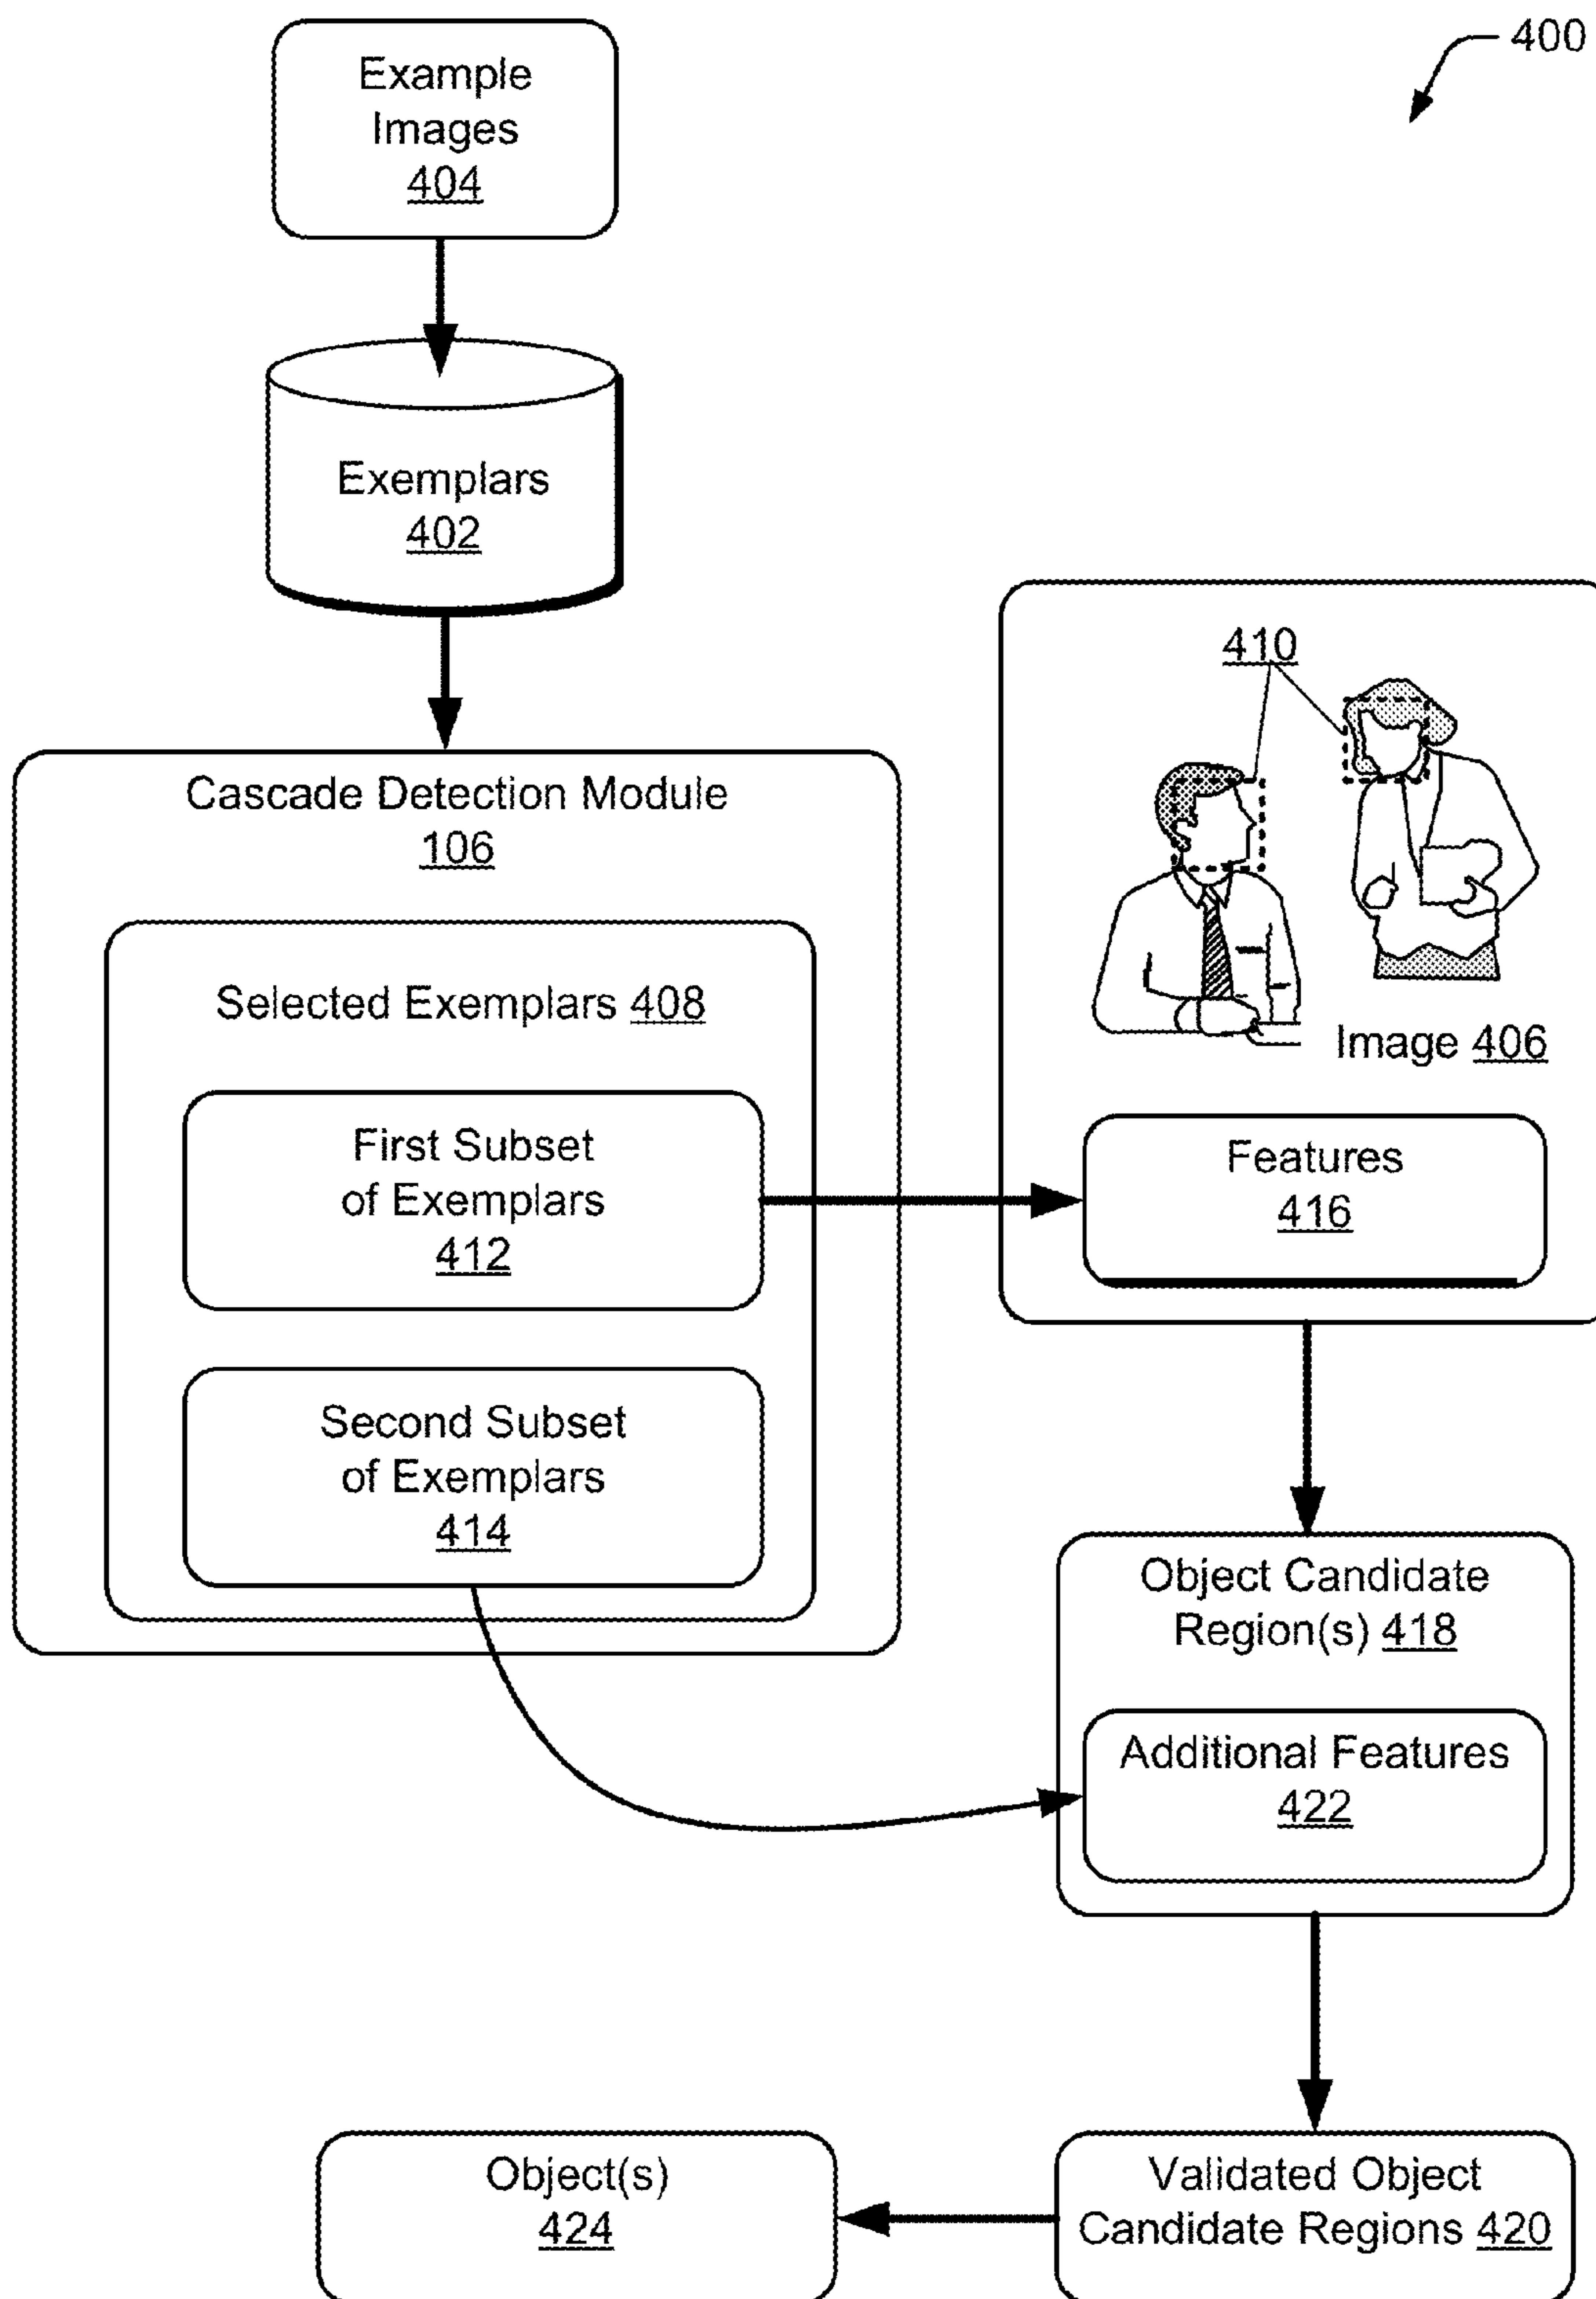 400
Example
Images
404
Exemplars
402
410
Cascade Detection Module
106
Selected Exemplars 408
Image 406
First Subset
of Exemplars
412
Features
416
Second Subset
of Exemplars
414
Object Candidate
Region(s) 418
Additional Features
422
Object(s)
424
Validated Object
Candidate Regions 420